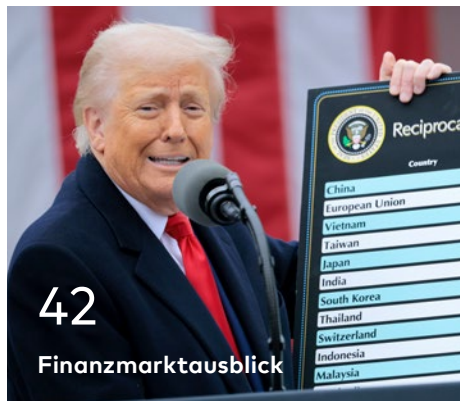 Reciproca
Country
China
European Union
Vietnam
Taiwan
Japan
India
South Korea
Thailand
Switzerland
Indonesia
Malaysia
42
Finanzmarktausblick